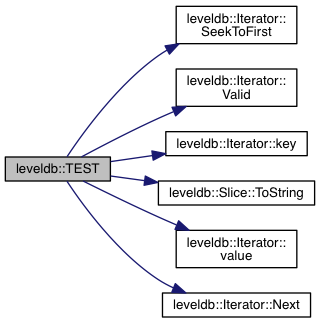 leveldb::Iterator::
SeekToFirst
leveldb::Iterator::
Valid
leveldb::Iterator::key
leveldb::TEST
leveldb::Slice::ToString
leveldb::Iterator::
value
leveldb::Iterator::Next